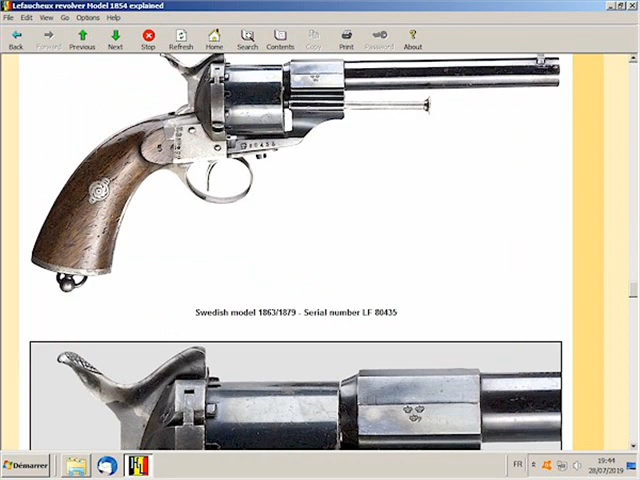 Lefaucheux revolver Model 1854 explained
File Edit View Go Options Help
Back Forward Previous Next Stop Refresh Home Search Contents Copy Print Password About
Swedish model 1863/1879 - Serial number LF 80435
Démarrer
FR
19:44
28/07/2019